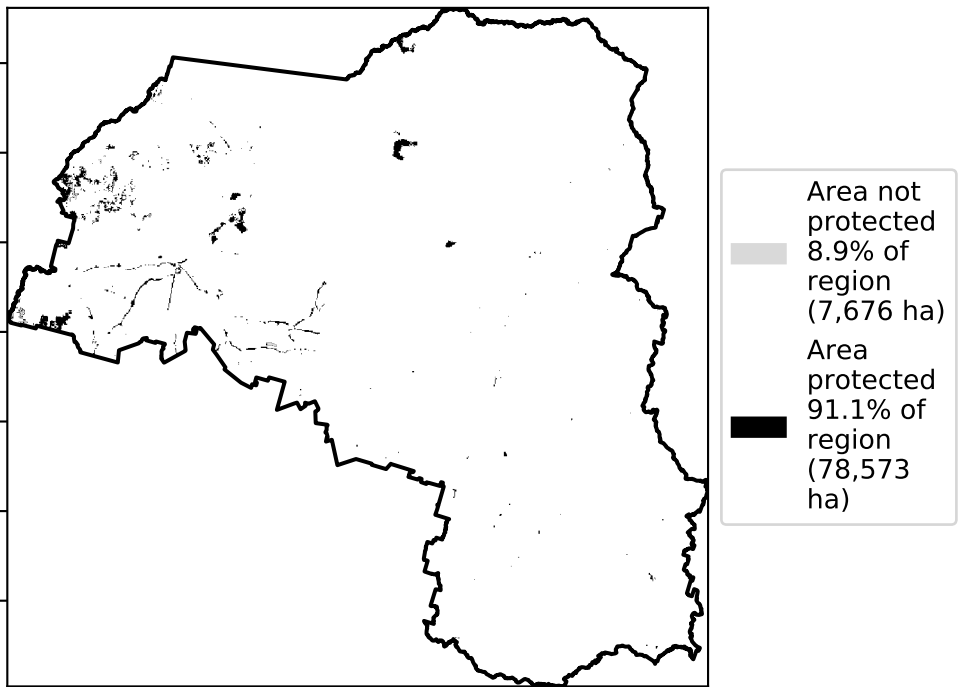 Area not
protected
8.9% of
region
(7,676 ha)
Area
protected
91.1% of
region
(78,573
ha)